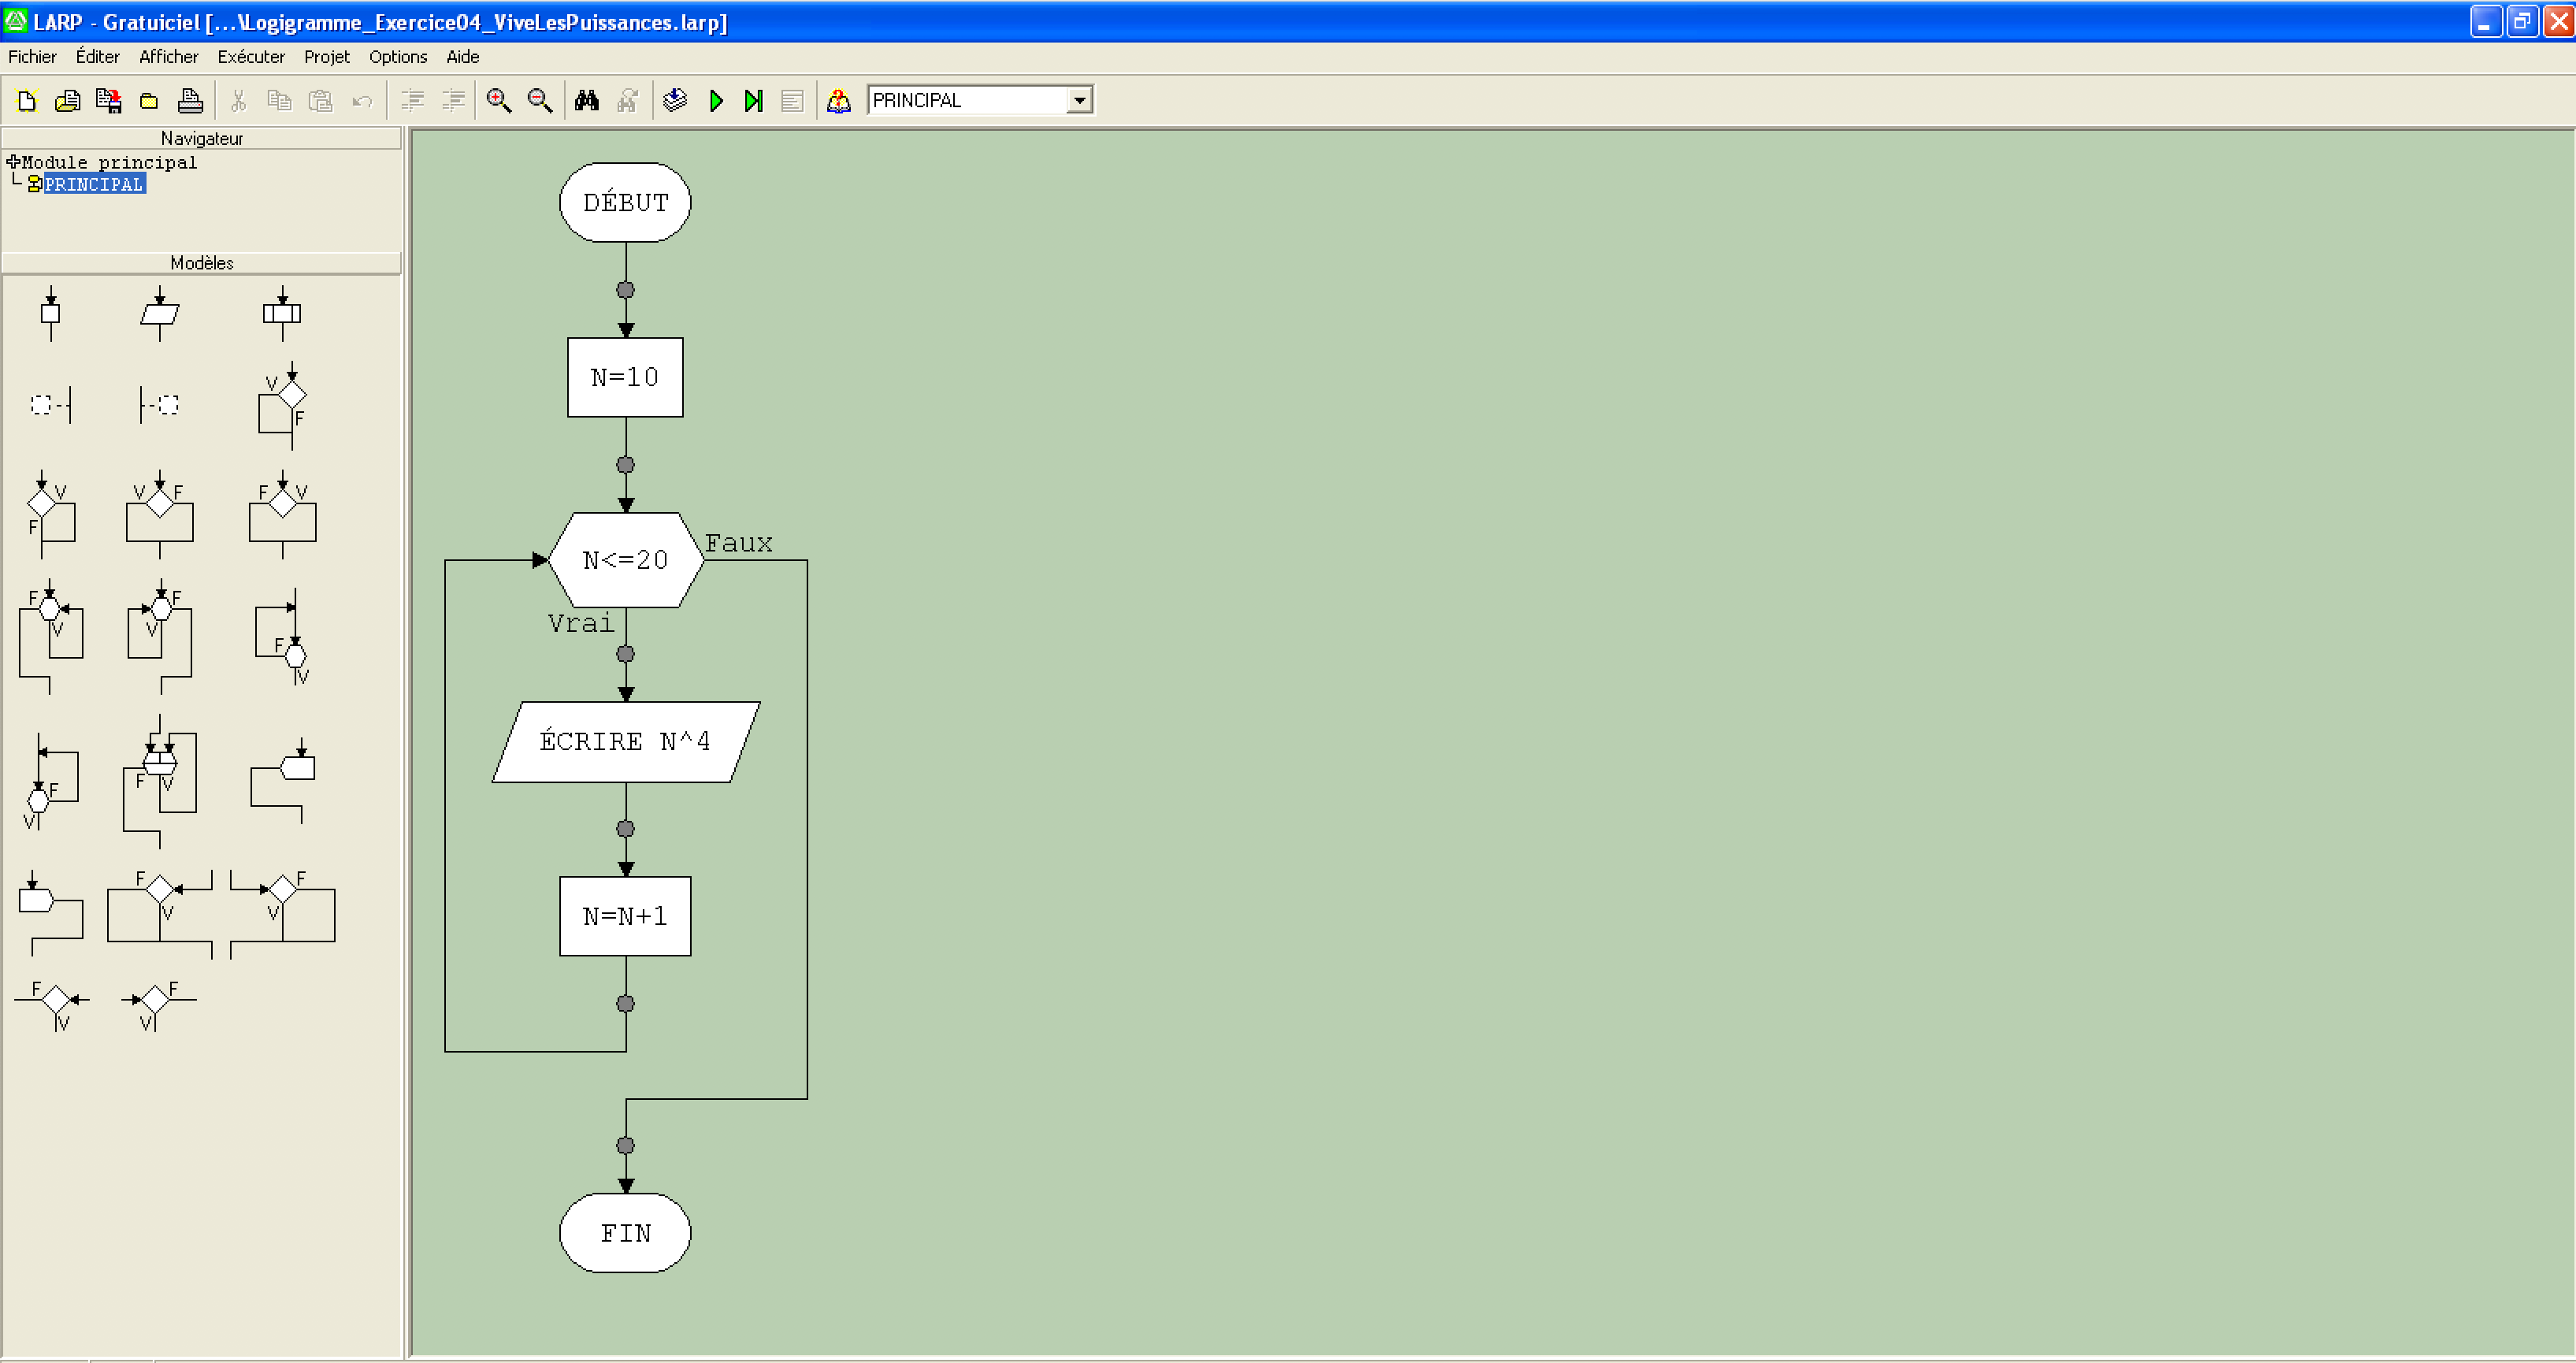 LARP - Gratuiciel [...\Logigramme_Exercice04_ViveLesPuissances.larp]
Fichier Éditer Afficher Exécuter Projet Options Aide
PRINCIPAL
Navigateur
Module principal
PRINCIPAL
Modèles
V
F
V
F
V F
F V
F
V
F
V
F
V
F
V
F
V
F
V
F
V
F
V
F
V
DÉBUT
N=10
N<=20
Faux
Vrai
ÉCRIRE N^4
N=N+1
FIN